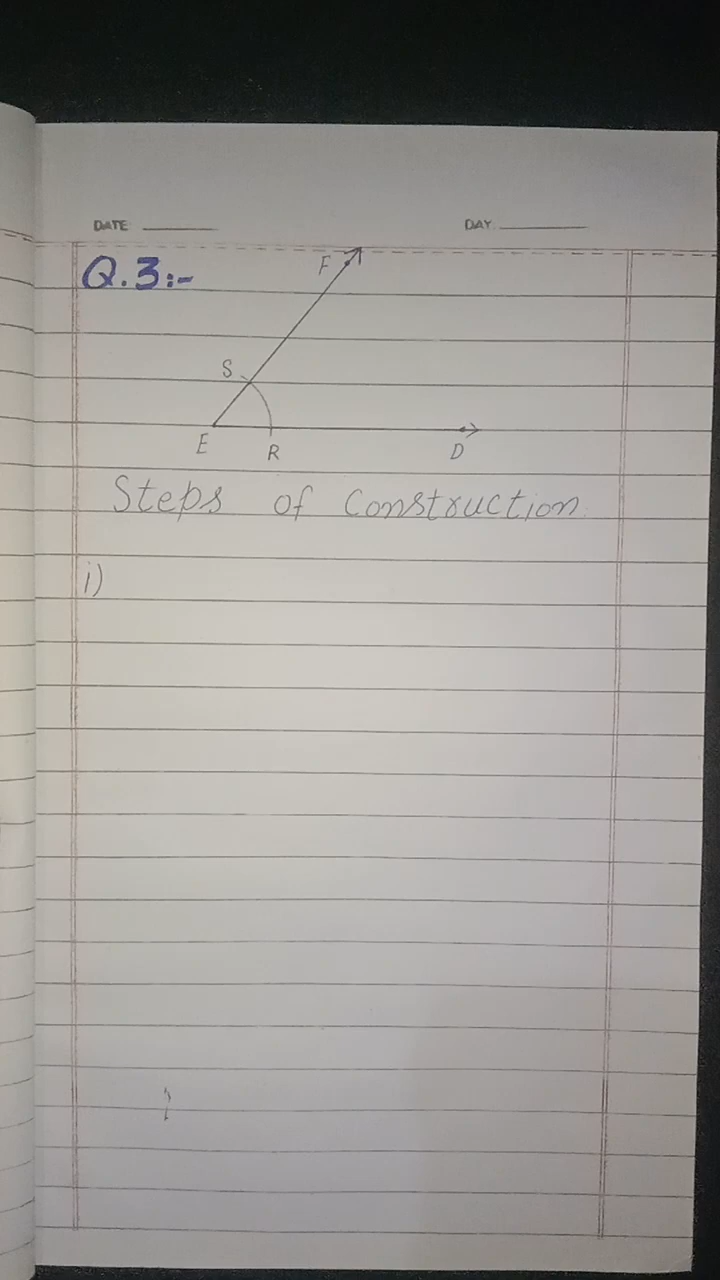 DATE DAY
Q.3:-
F
S
E R D
Steps of Construction
i)